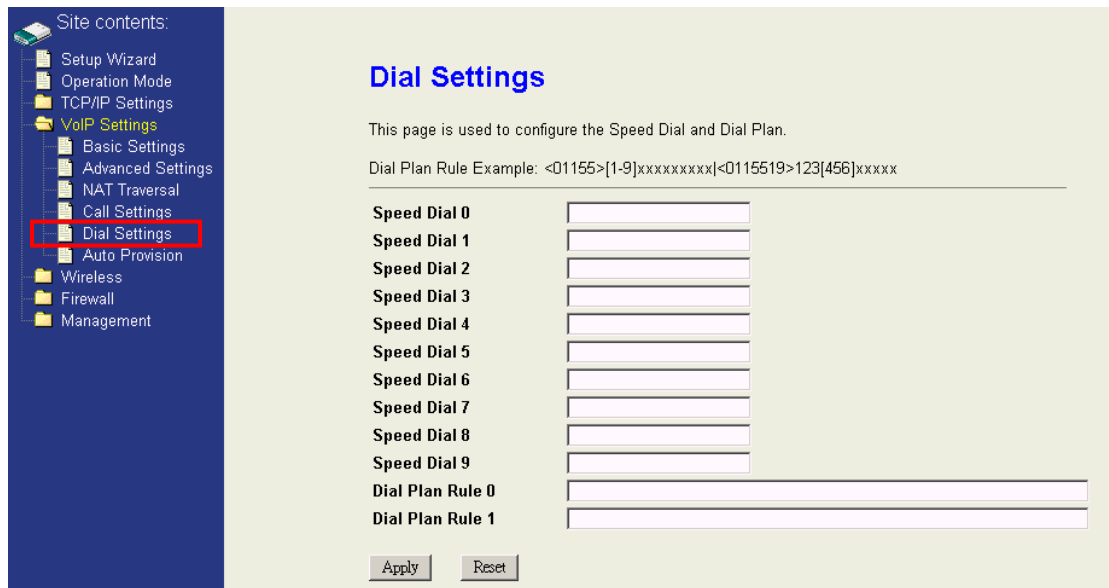 Site contents:
Setup Wizard
Operation Mode
TCP/IP Settings
VoIP Settings
Basic Settings
Advanced Settings
NAT Traversal
Call Settings
Dial Settings
Auto Provision
Wireless
Firewall
Management
Dial Settings
This page is used to configure the Speed Dial and Dial Plan.
Dial Plan Rule Example: <01155>[1-9]xxxxxxxxx|<0115519>123[456]xxxxx
Speed Dial 0
Speed Dial 1
Speed Dial 2
Speed Dial 3
Speed Dial 4
Speed Dial 5
Speed Dial 6
Speed Dial 7
Speed Dial 8
Speed Dial 9
Dial Plan Rule 0
Dial Plan Rule 1
Apply Reset